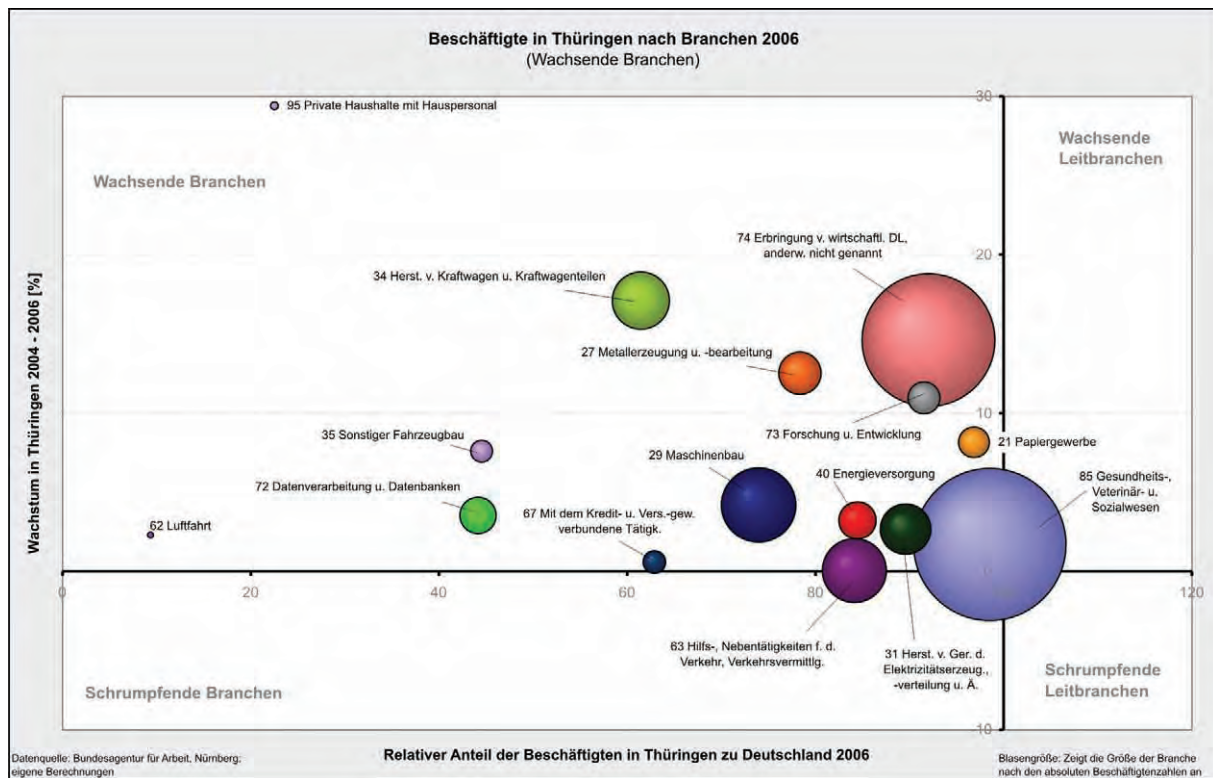 Beschäftigte in Thüringen nach Branchen 2006
(Wachsende Branchen)
30
95 Private Haushalte mit Hauspersonal
Wachsende
Leitbranchen
Wachsende Branchen
74 Erbringung v. wirtschaftl. DL,
anderw. nicht genannt
20
34 Herst. v. Kraftwagen u. Kraftwagenteilen
27 Metallerzeugung u. -bearbeitung
10
Wachstum in Thüringen 2004 - 2006 [%]
35 Sonstiger Fahrzeugbau
73 Forschung u. Entwicklung
21 Papiergewerbe
29 Maschinenbau
40 Energieversorgung
85 Gesundheits-,
Veterinär- u.
Sozialwesen
72 Datenverarbeitung u. Datenbanken
67 Mit dem Kredit- u. Vers.-gew.
verbundene Tätigk.
62 Luftfahrt
0 20 40 60 80 100 120
63 Hilfs-, Nebentätigkeiten f. d.
Verkehr, Verkehrsvermittlg.
31 Herst. v. Ger. d.
Elektrizitätserzeug.,
-verteilung u. Ä.
Schrumpfende Branchen
Schrumpfende
Leitbranchen
10
Datenquelle: Bundesagentur für Arbeit, Nürnberg;
eigene Berechnungen
Relativer Anteil der Beschäftigten in Thüringen zu Deutschland 2006
Blasengröße: Zeigt die Größe der Branche
nach den absoluten Beschäftigtenzahlen an